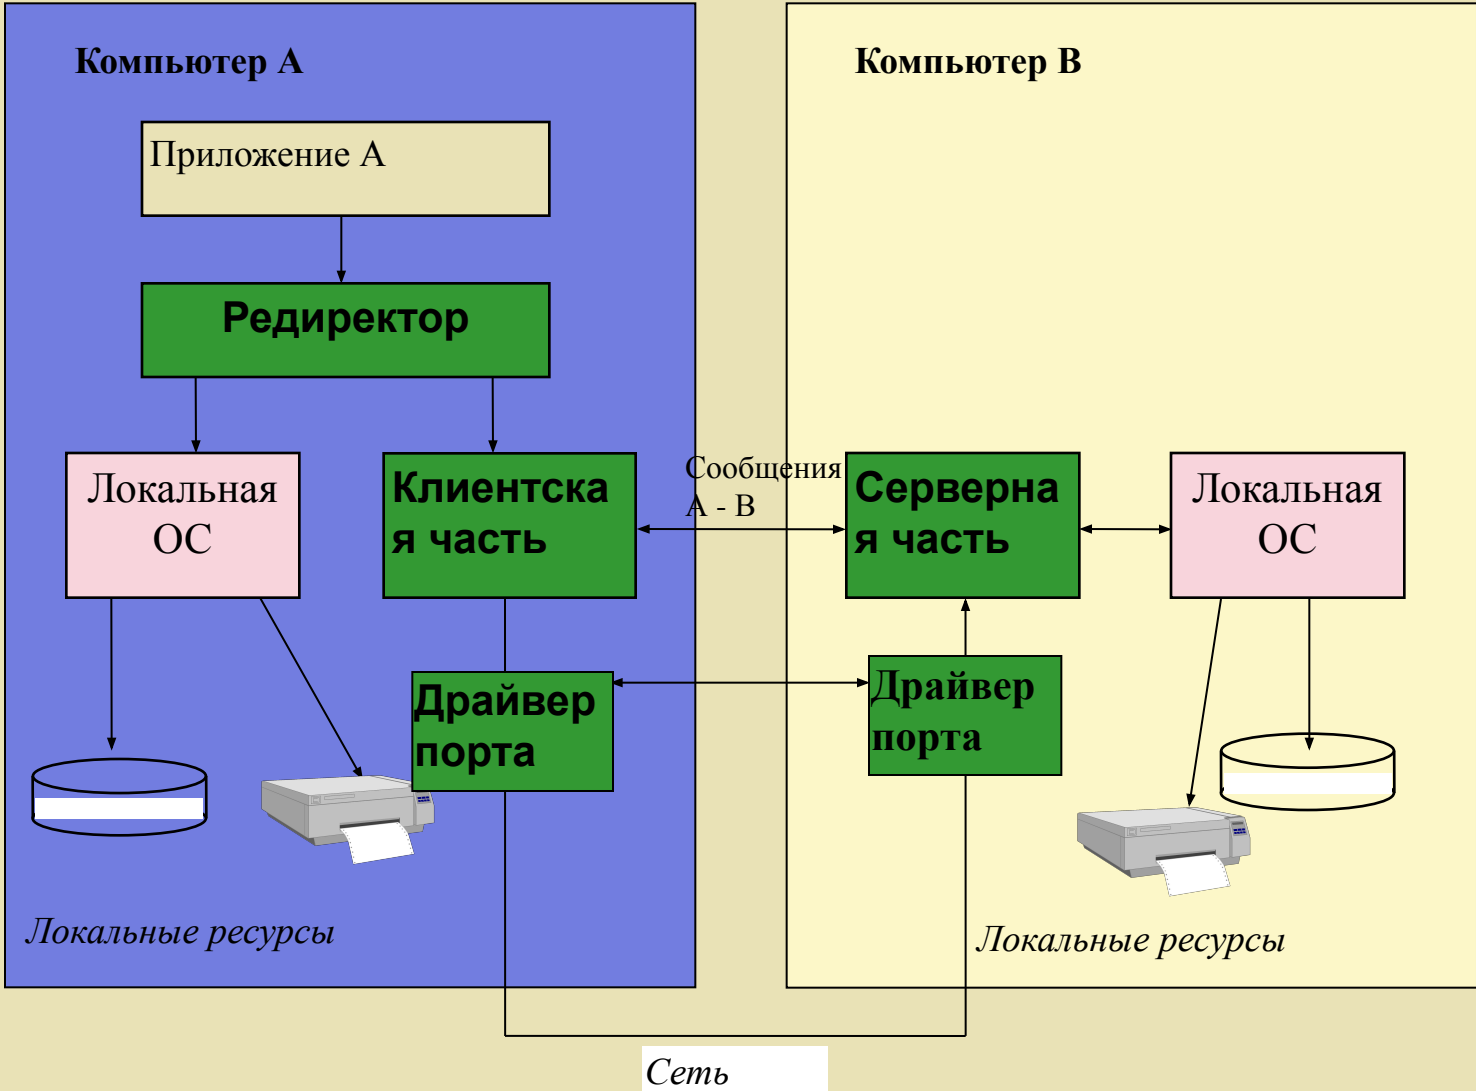 Компьютер А
Компьютер В
Приложение А
Редиректор
Локальная
ОС
Клиентска
я часть
Сообщения
А - В
Серверна
я часть
Локальная
ОС
Драйвер
порта
Драйвер
порта
Локальные ресурсы
Локальные ресурсы
Сеть